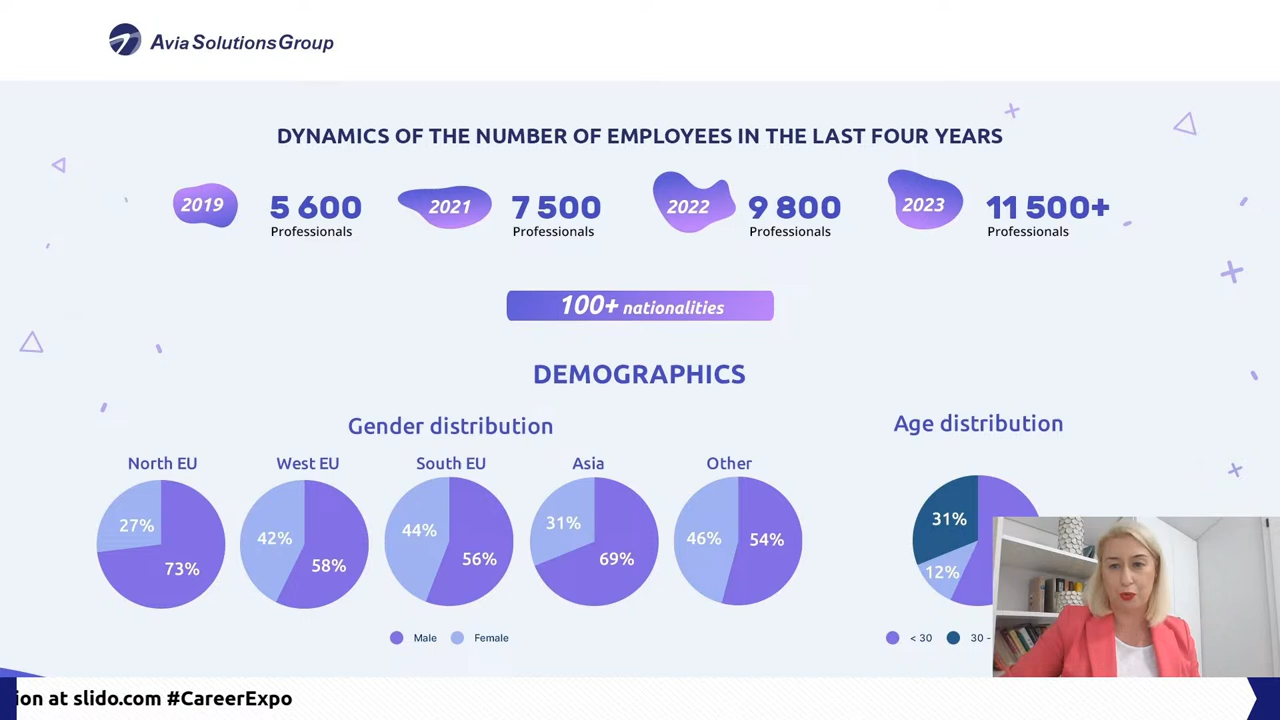 Avia Solutions Group
DYNAMICS OF THE NUMBER OF EMPLOYEES IN THE LAST FOUR YEARS
2019
5 600
Professionals
2021
7 500
Professionals
2022
9 800
Professionals
2023
11 500+
Professionals
100+ nationalities
DEMOGRAPHICS
Gender distribution
Age distribution
North EU
West EU
South EU
Asia
Other
27%
73%
42%
58%
44%
56%
31%
69%
46%
54%
31%
12%
Male
Female
< 30
30 -
ion at slido.com #CareerExpo